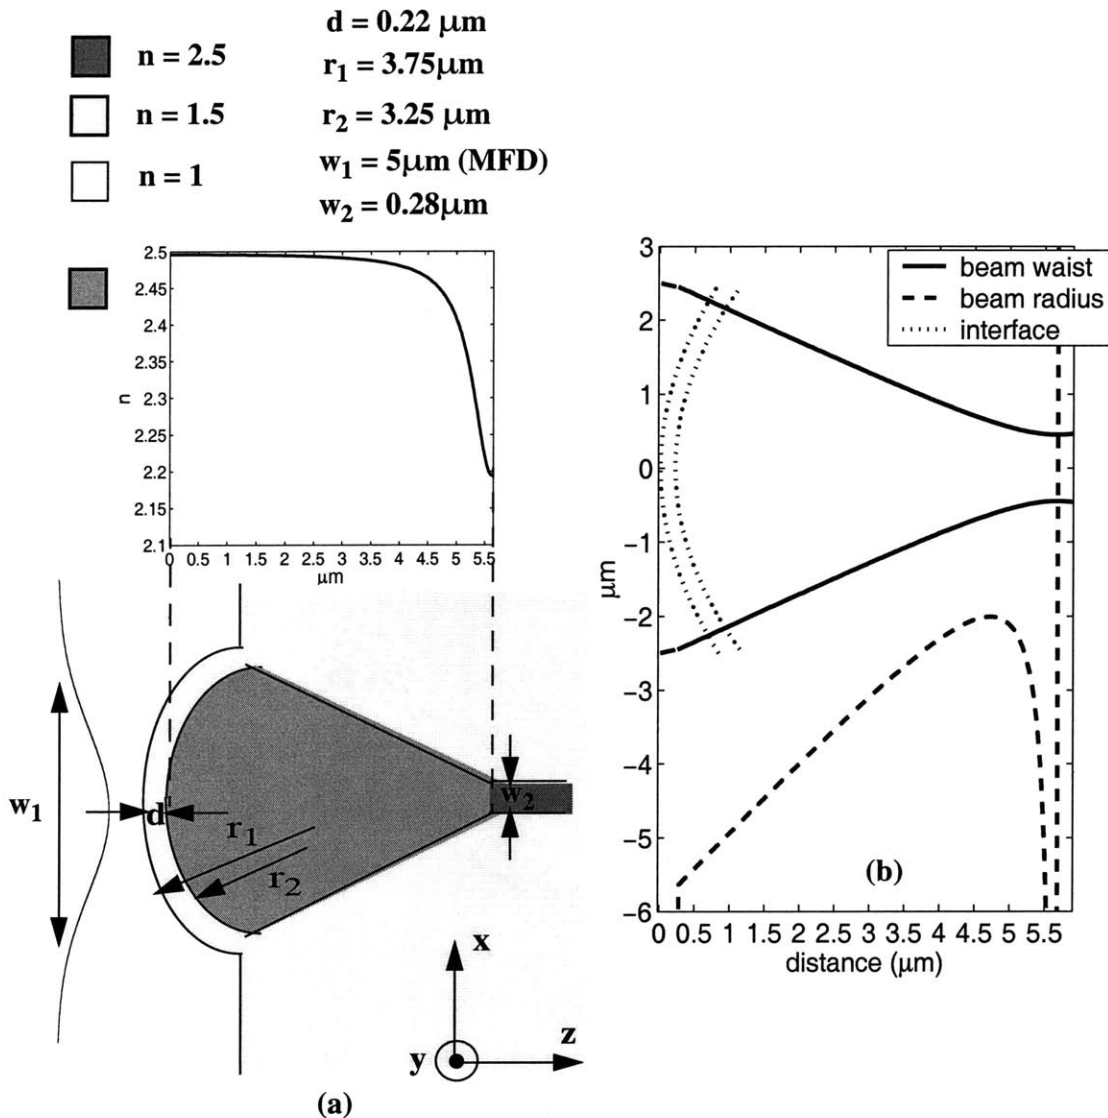 n = 2.5
n = 1.5
n = 1
d = 0.22 μm
r1 = 3.75μm
r2 = 3.25 μm
w1 = 5μm (MFD)
w2 = 0.28μm
2.5
2.45
2.4
2.35
2.3
2.25
2.2
2.15
2.1
n
0 0.5 1 1.5 2 2.5 3 3.5 4 4.5 5 5.5
μm
w1
d
r1
r2
w2
x
y
z
(a)
3
2
1
0
-1
-2
-3
-4
-5
-6
μm
beam waist
beam radius
interface
(b)
0 0.5 1 1.5 2 2.5 3 3.5 4 4.5 5 5.5
distance (μm)